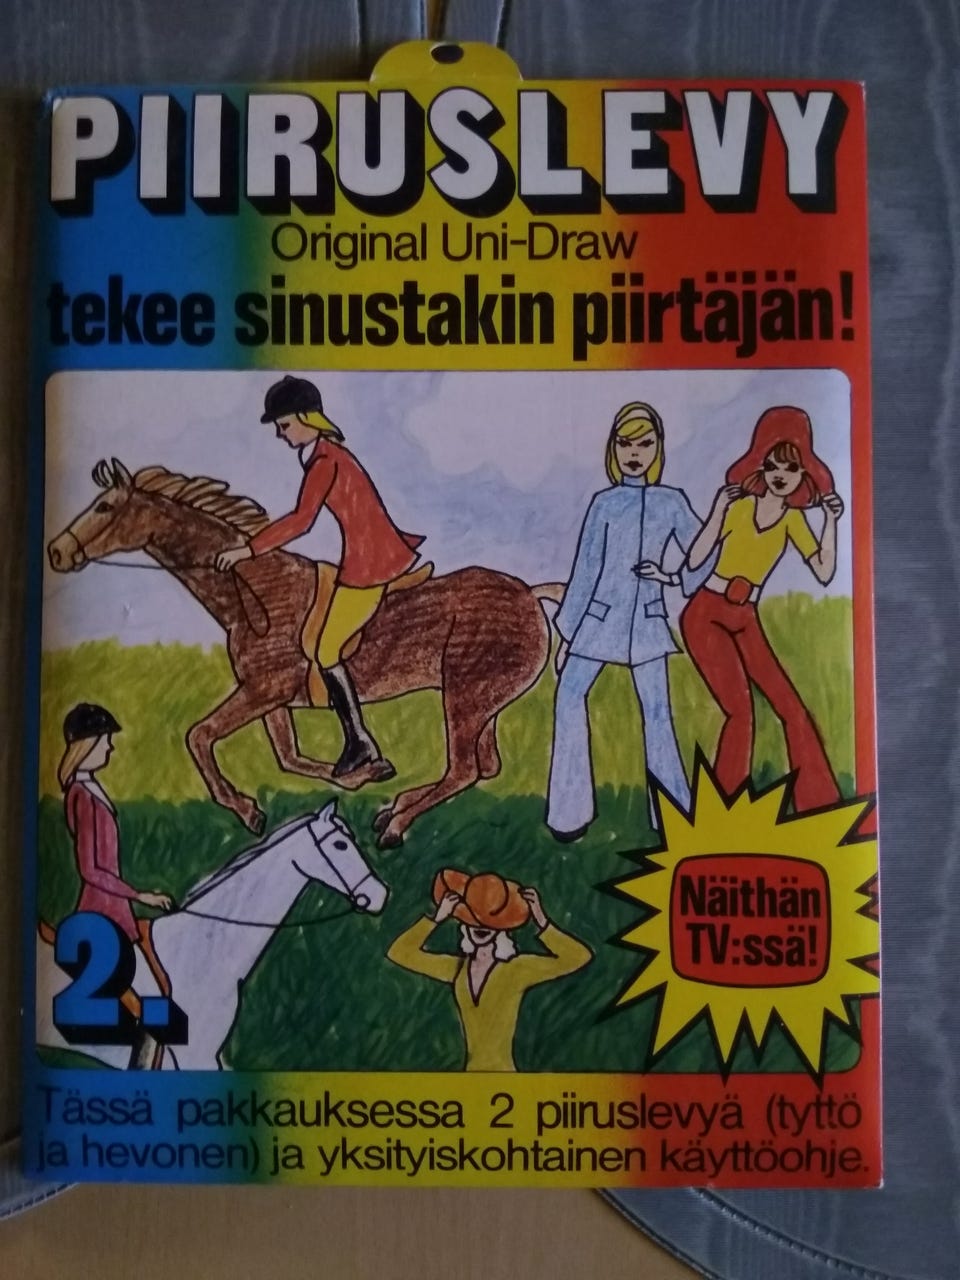 PIIRUSLEVY
Original Uni-Draw
tekee sinustakin piirtäjän!
Näithän
TV:ssä!
2.
Tässä pakkauksessa 2 piiruslevyä (tyttö
ja hevonen) ja yksityiskohtainen käyttöohje.